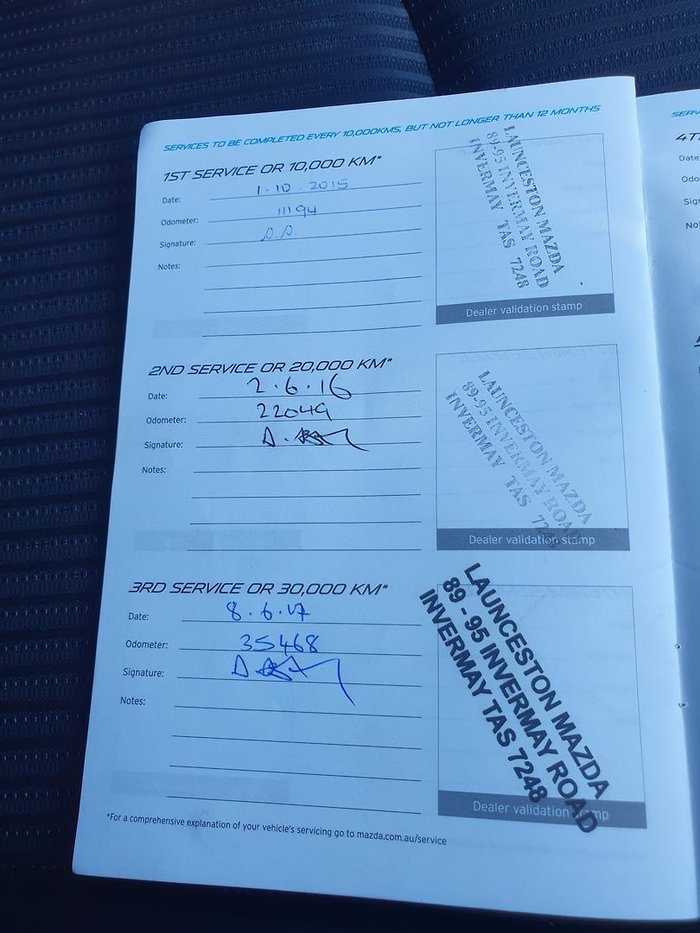 SERVICES TO BE COMPLETED EVERY 10,000KMS, BUT NOT LONGER THAN 12 MONTHS
1ST SERVICE OR 10,000 KM*
Date: 1.10.2015
Odometer: 11194
Signature:
Notes:
LAUNCESTON MAZDA
89-95 INVERMAY ROAD
INVERMAY TAS 7248
Dealer validation stamp
2ND SERVICE OR 20,000 KM*
Date: 2.6.16
Odometer: 22049
Signature:
Notes:
LAUNCESTON MAZDA
89-95 INVERMAY ROAD
INVERMAY TAS 7248
Dealer validation stamp
3RD SERVICE OR 30,000 KM*
Date: 8.6.17
Odometer: 35468
Signature:
Notes:
LAUNCESTON MAZDA
89 - 95 INVERMAY ROAD
INVERMAY TAS 7248
Dealer validation stamp
*For a comprehensive explanation of your vehicle's servicing go to mazda.com.au/service
SERV
Date
Odo
Sig